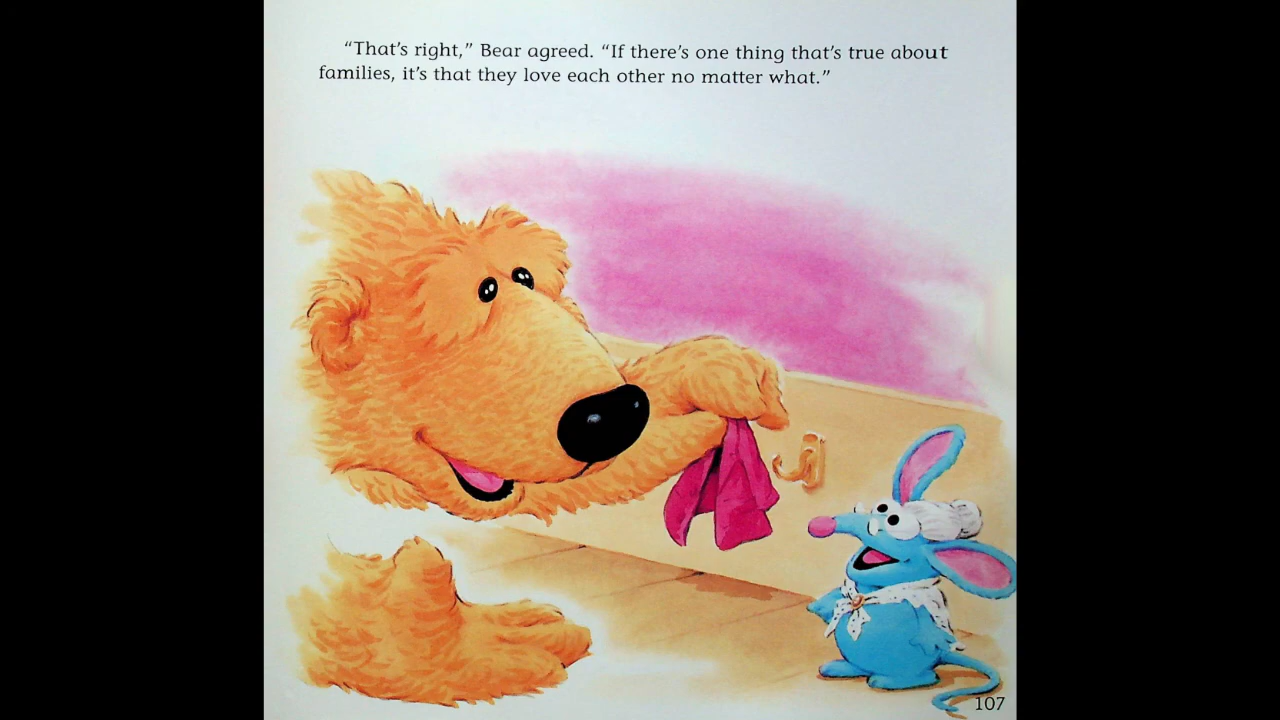 “That’s right,” Bear agreed. “If there’s one thing that’s true about
families, it’s that they love each other no matter what.”
107